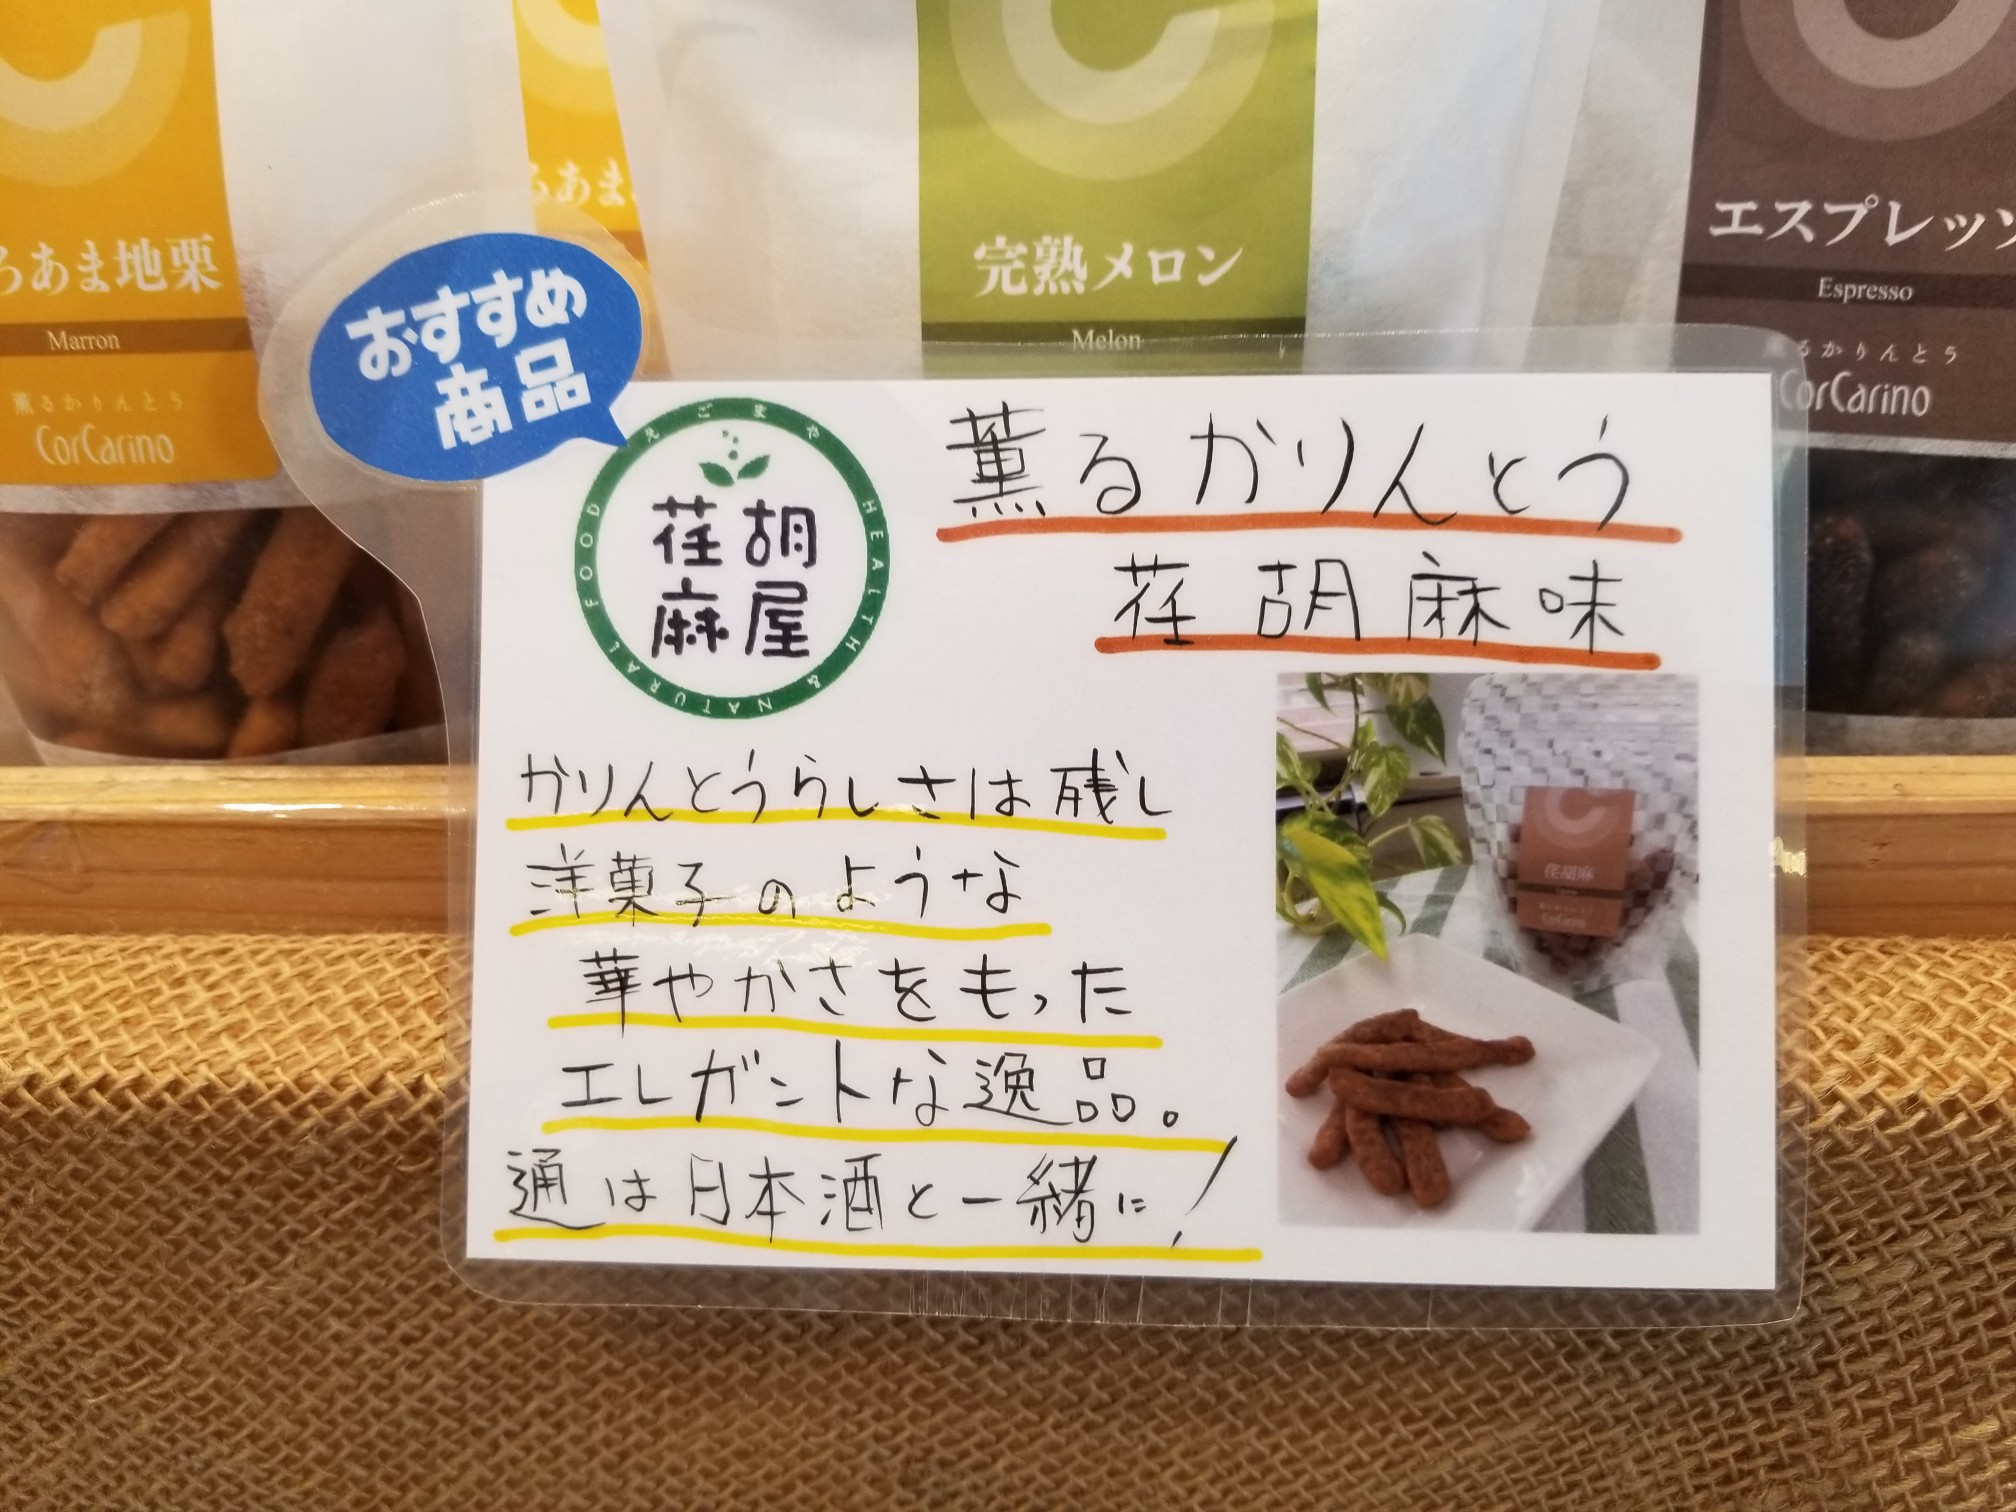 ろあま地栗
Marron
薫るかりんとう
CorCarino
ろあま
完熟メロン
Melon
エスプレッソ
Espresso
るかりんとう
CorCarino
おすすめ
商品
えごまや
荏胡
麻屋
HEALTH & NATURAL FOOD
薫るかりんとう
荏胡麻味
かりんとうらしさは残し
洋菓子のような
華やかさをもった
エレガントな逸品。
通は日本酒と一緒に!
荏胡麻
CorCarino